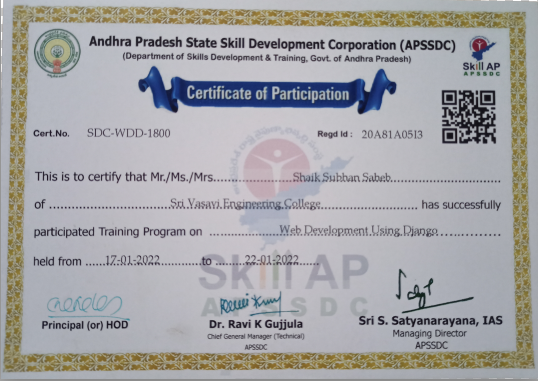 Andhra Pradesh State Skill Development Corporation (APSSDC)
(Department of Skills Development & Training, Govt. of Andhra Pradesh)
Skill AP
APSSDC
Certificate of Participation
Cert.No. SDC-WDD-1800
Regd Id : 20A81A0513
This is to certify that Mr./Ms./Mrs. Shaik Subhan Saheb
of Sri Vasavi Engineering College has successfully
participated Training Program on Web Development Using Django
held from 17-01-2022 to 22-01-2022
Skill AP
APSSDC
Principal (or) HOD
Dr. Ravi K Gujjula
Chief General Manager (Technical)
APSSDC
Sri S. Satyanarayana, IAS
Managing Director
APSSDC